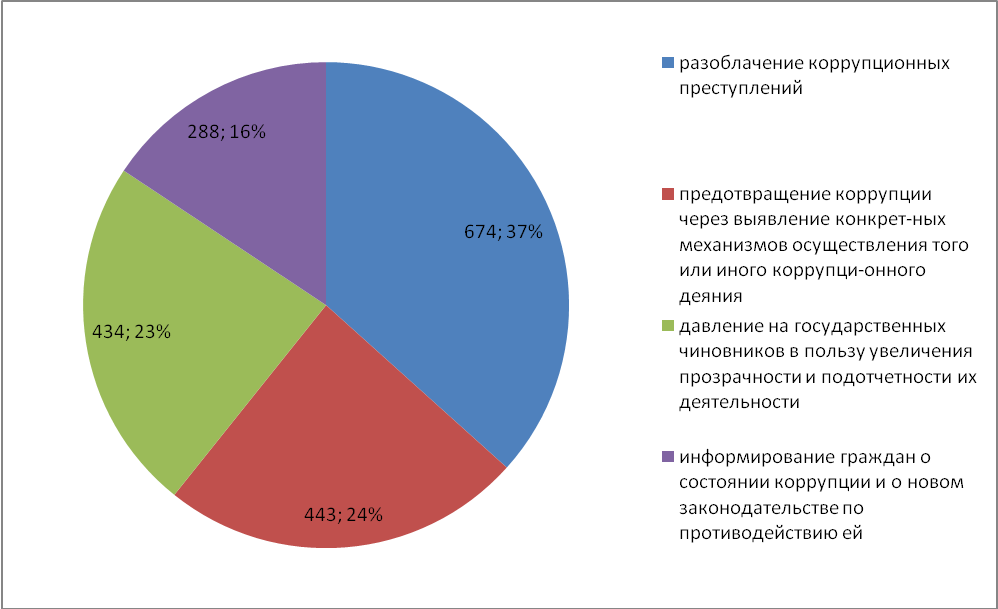 288; 16%
674; 37%
434; 23%
443; 24%
разоблачение коррупционных
преступлений
предотвращение коррупции
через выявление конкрет-ных
механизмов осуществления того
или иного коррупци-онного
деяния
давление на государственных
чиновников в пользу увеличения
прозрачности и подотчетности их
деятельности
информирование граждан о
состоянии коррупции и о новом
законодательстве по
противодействию ей